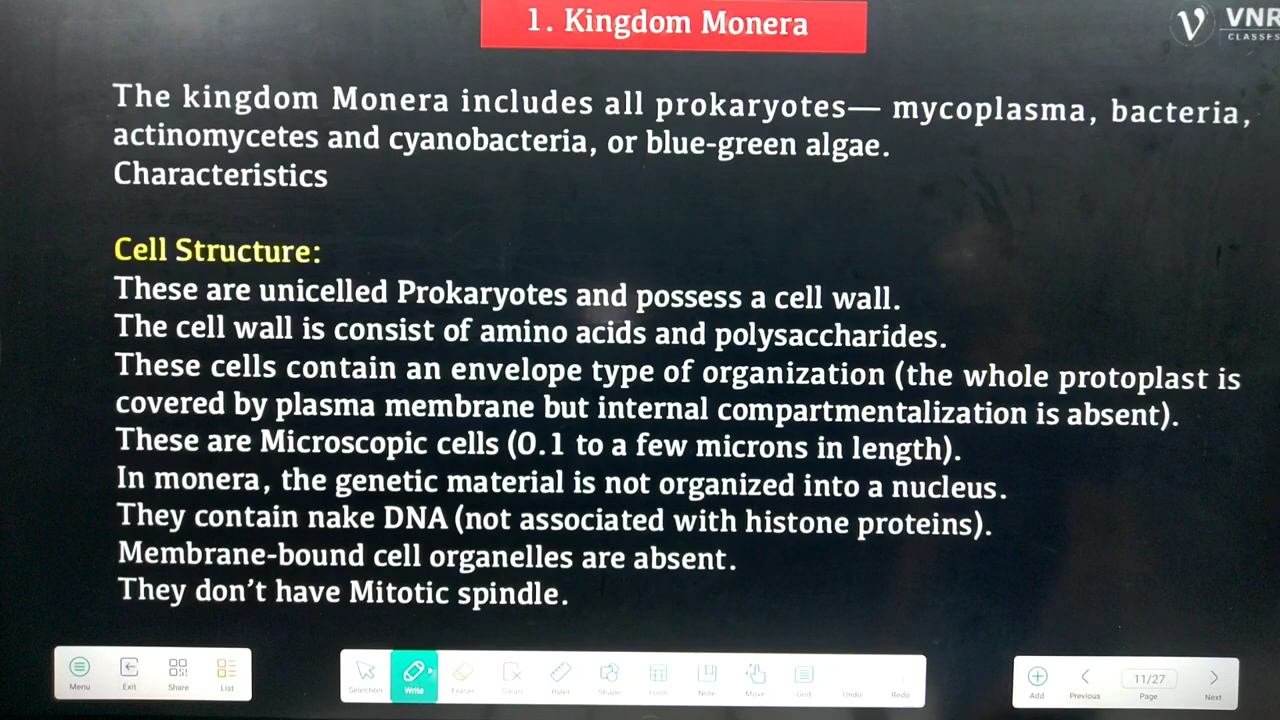 1. Kingdom Monera
VNR
CLASSES
The kingdom Monera includes all prokaryotes— mycoplasma, bacteria,
actinomycetes and cyanobacteria, or blue-green algae.
Characteristics
Cell Structure:
These are unicelled Prokaryotes and possess a cell wall.
The cell wall is consist of amino acids and polysaccharides.
These cells contain an envelope type of organization (the whole protoplast is
covered by plasma membrane but internal compartmentalization is absent).
These are Microscopic cells (0.1 to a few microns in length).
In monera, the genetic material is not organized into a nucleus.
They contain nake DNA (not associated with histone proteins).
Membrane-bound cell organelles are absent.
They don't have Mitotic spindle.
Menu Exit Share List Selection Write Eraser Clean Ruler Shape Form Note Move Grid Undo Redo Add Previous 11/27 Page Next